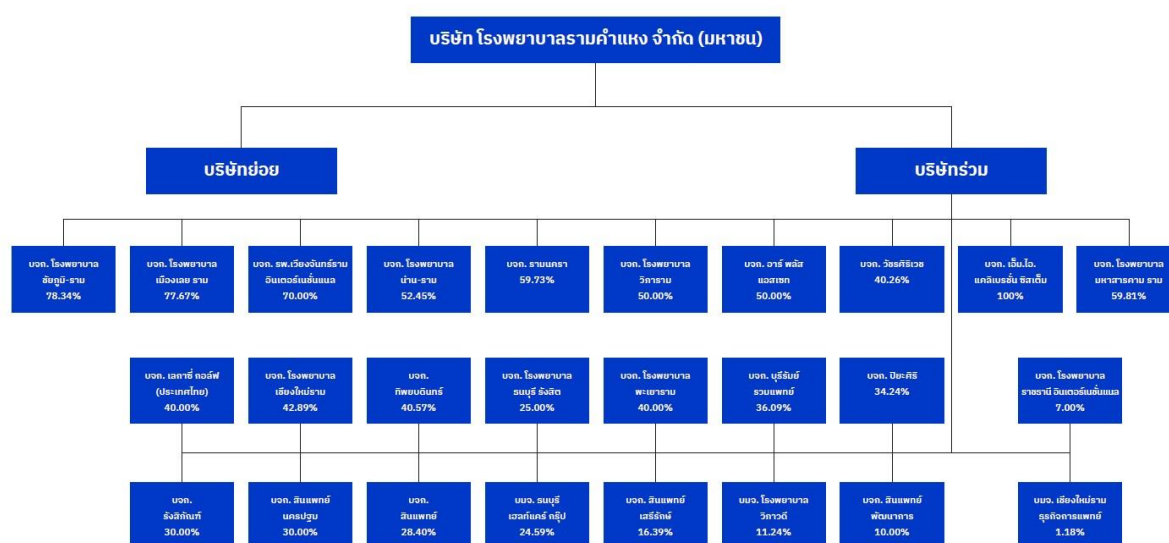 บริษัท โรงพยาบาลรามคำแหง จำกัด (มหาชน)
บริษัทย่อย
บริษัทร่วม
บจก. โรงพยาบาล
ชัยภูมิ-ราม
78.34%
บจก. โรงพยาบาล
เมืองเลย ราม
77.67%
บจก. รพ.เวียงจันทร์ราม
อินเตอร์เนชั่นแนล
70.00%
บจก. โรงพยาบาล
น่าน-ราม
52.45%
บจก. รามนครา
59.73%
บจก. โรงพยาบาล
วิภาราม
50.00%
บจก. อาร์ พลัส
แอสเซท
50.00%
บจก. วัชรศิริเวช
40.26%
บจก. เอ็ม.ไอ.
แคลิเบรชั่น ซิสเต็ม
100%
บจก. โรงพยาบาล
มหาสารคาม ราม
59.81%
บจก. เลกาซี่ กอล์ฟ
(ประเทศไทย)
40.00%
บจก. โรงพยาบาล
เชียงใหม่ราม
42.89%
บจก.
ทิพยบดินทร์
40.57%
บจก. โรงพยาบาล
ธนบุรี รังสิต
25.00%
บจก. โรงพยาบาล
พะเยาราม
40.00%
บจก. บุรีรัมย์
รวมแพทย์
36.09%
บจก. ปิยะศิริ
34.24%
บจก. โรงพยาบาล
ราชธานี อินเตอร์เนชั่นแนล
7.00%
บจก.
รังสิภัณฑ์
30.00%
บจก. สินแพทย์
นครปฐม
30.00%
บจก.
สินแพทย์
28.40%
บมจ. ธนบุรี
เฮลท์แคร์ กรุ๊ป
24.59%
บจก. สินแพทย์
เสรีรักษ์
16.39%
บมจ. โรงพยาบาล
วิภาวดี
11.24%
บจก. สินแพทย์
พัฒนาการ
10.00%
บมจ. เชียงใหม่ราม
ธุรกิจการแพทย์
1.18%